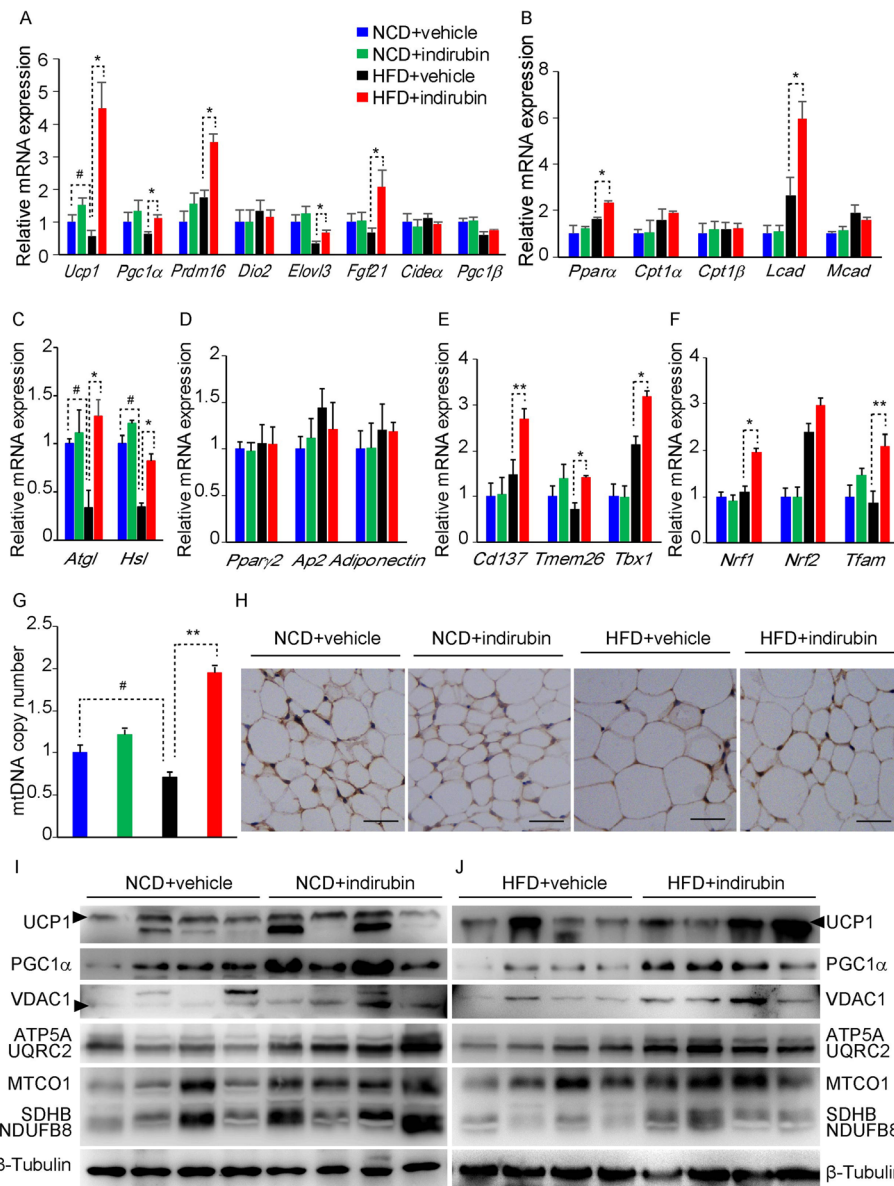 A
NCD+vehicle
NCD+indirubin
HFD+vehicle
HFD+indirubin
Relative mRNA expression
6
5
4
3
2
1
0
# * * * * *
Ucp1 Pgc1α Prdm16 Dio2 Elovl3 Fgf21 Cideα Pgc1β
B
Relative mRNA expression
8
6
4
2
0
* *
Pparα Cpt1α Cpt1β Lcad Mcad
C
Relative mRNA expression
2
1.5
1
0.5
0
# * # *
Atgl Hsl
D
Relative mRNA expression
2
1.5
1
0.5
0
Pparγ2 Ap2 Adiponectin
E
Relative mRNA expression
4
3
2
1
0
** * *
Cd137 Tmem26 Tbx1
F
Relative mRNA expression
4
3
2
1
0
* **
Nrf1 Nrf2 Tfam
G
mtDNA copy number
2.5
2
1.5
1
0.5
0
# **
H
NCD+vehicle NCD+indirubin HFD+vehicle HFD+indirubin
I
NCD+vehicle NCD+indirubin
UCP1
PGC1α
VDAC1
ATP5A
UQRC2
MTCO1
SDHB
NDUFB8
β-Tubulin
J
HFD+vehicle HFD+indirubin
UCP1
PGC1α
VDAC1
ATP5A
UQRC2
MTCO1
SDHB
NDUFB8
β-Tubulin